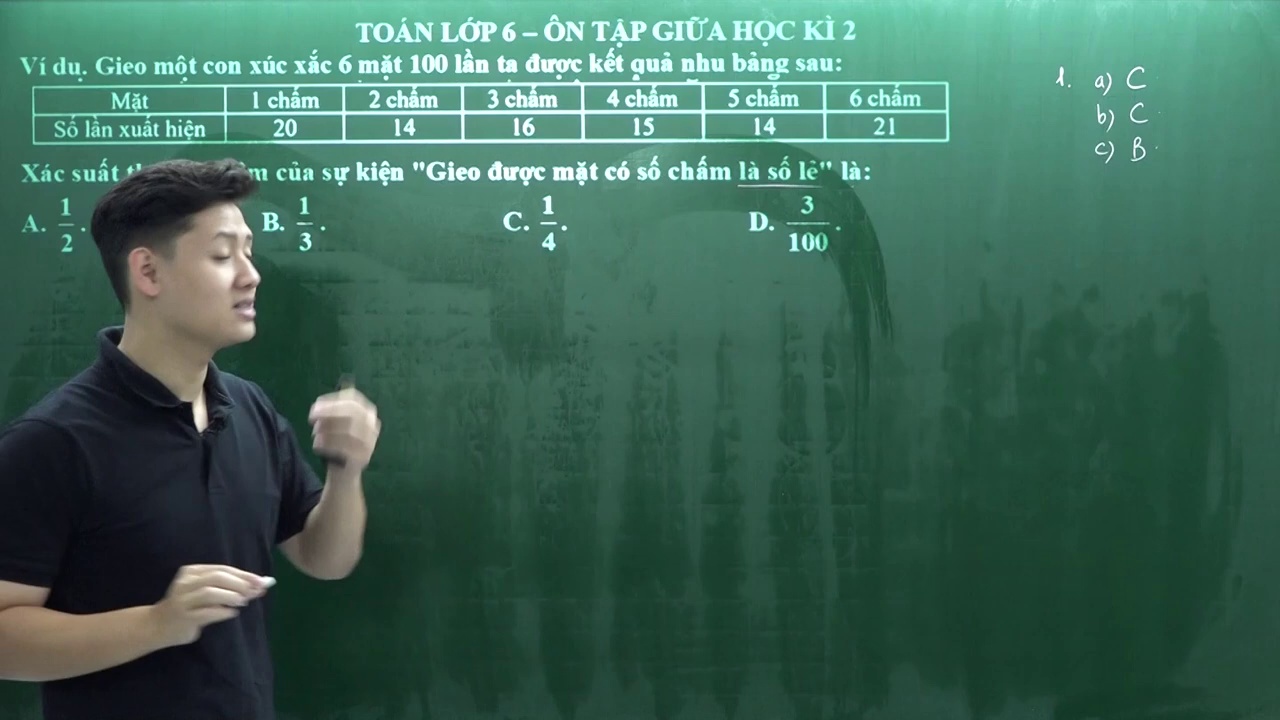 TOÁN LỚP 6 – ÔN TẬP GIỮA HỌC KÌ 2
Ví dụ. Gieo một con xúc xắc 6 mặt 100 lần ta được kết quả như bảng sau:
Mặt 1 chấm 2 chấm 3 chấm 4 chấm 5 chấm 6 chấm
Số lần xuất hiện 20 14 16 15 14 21
Xác suất của sự kiện "Gieo được mặt có số chấm là số lẻ" là:
A. 1/2. B. 1/3. C. 1/4. D. 3/100.
1. a) C
b) C
c) B